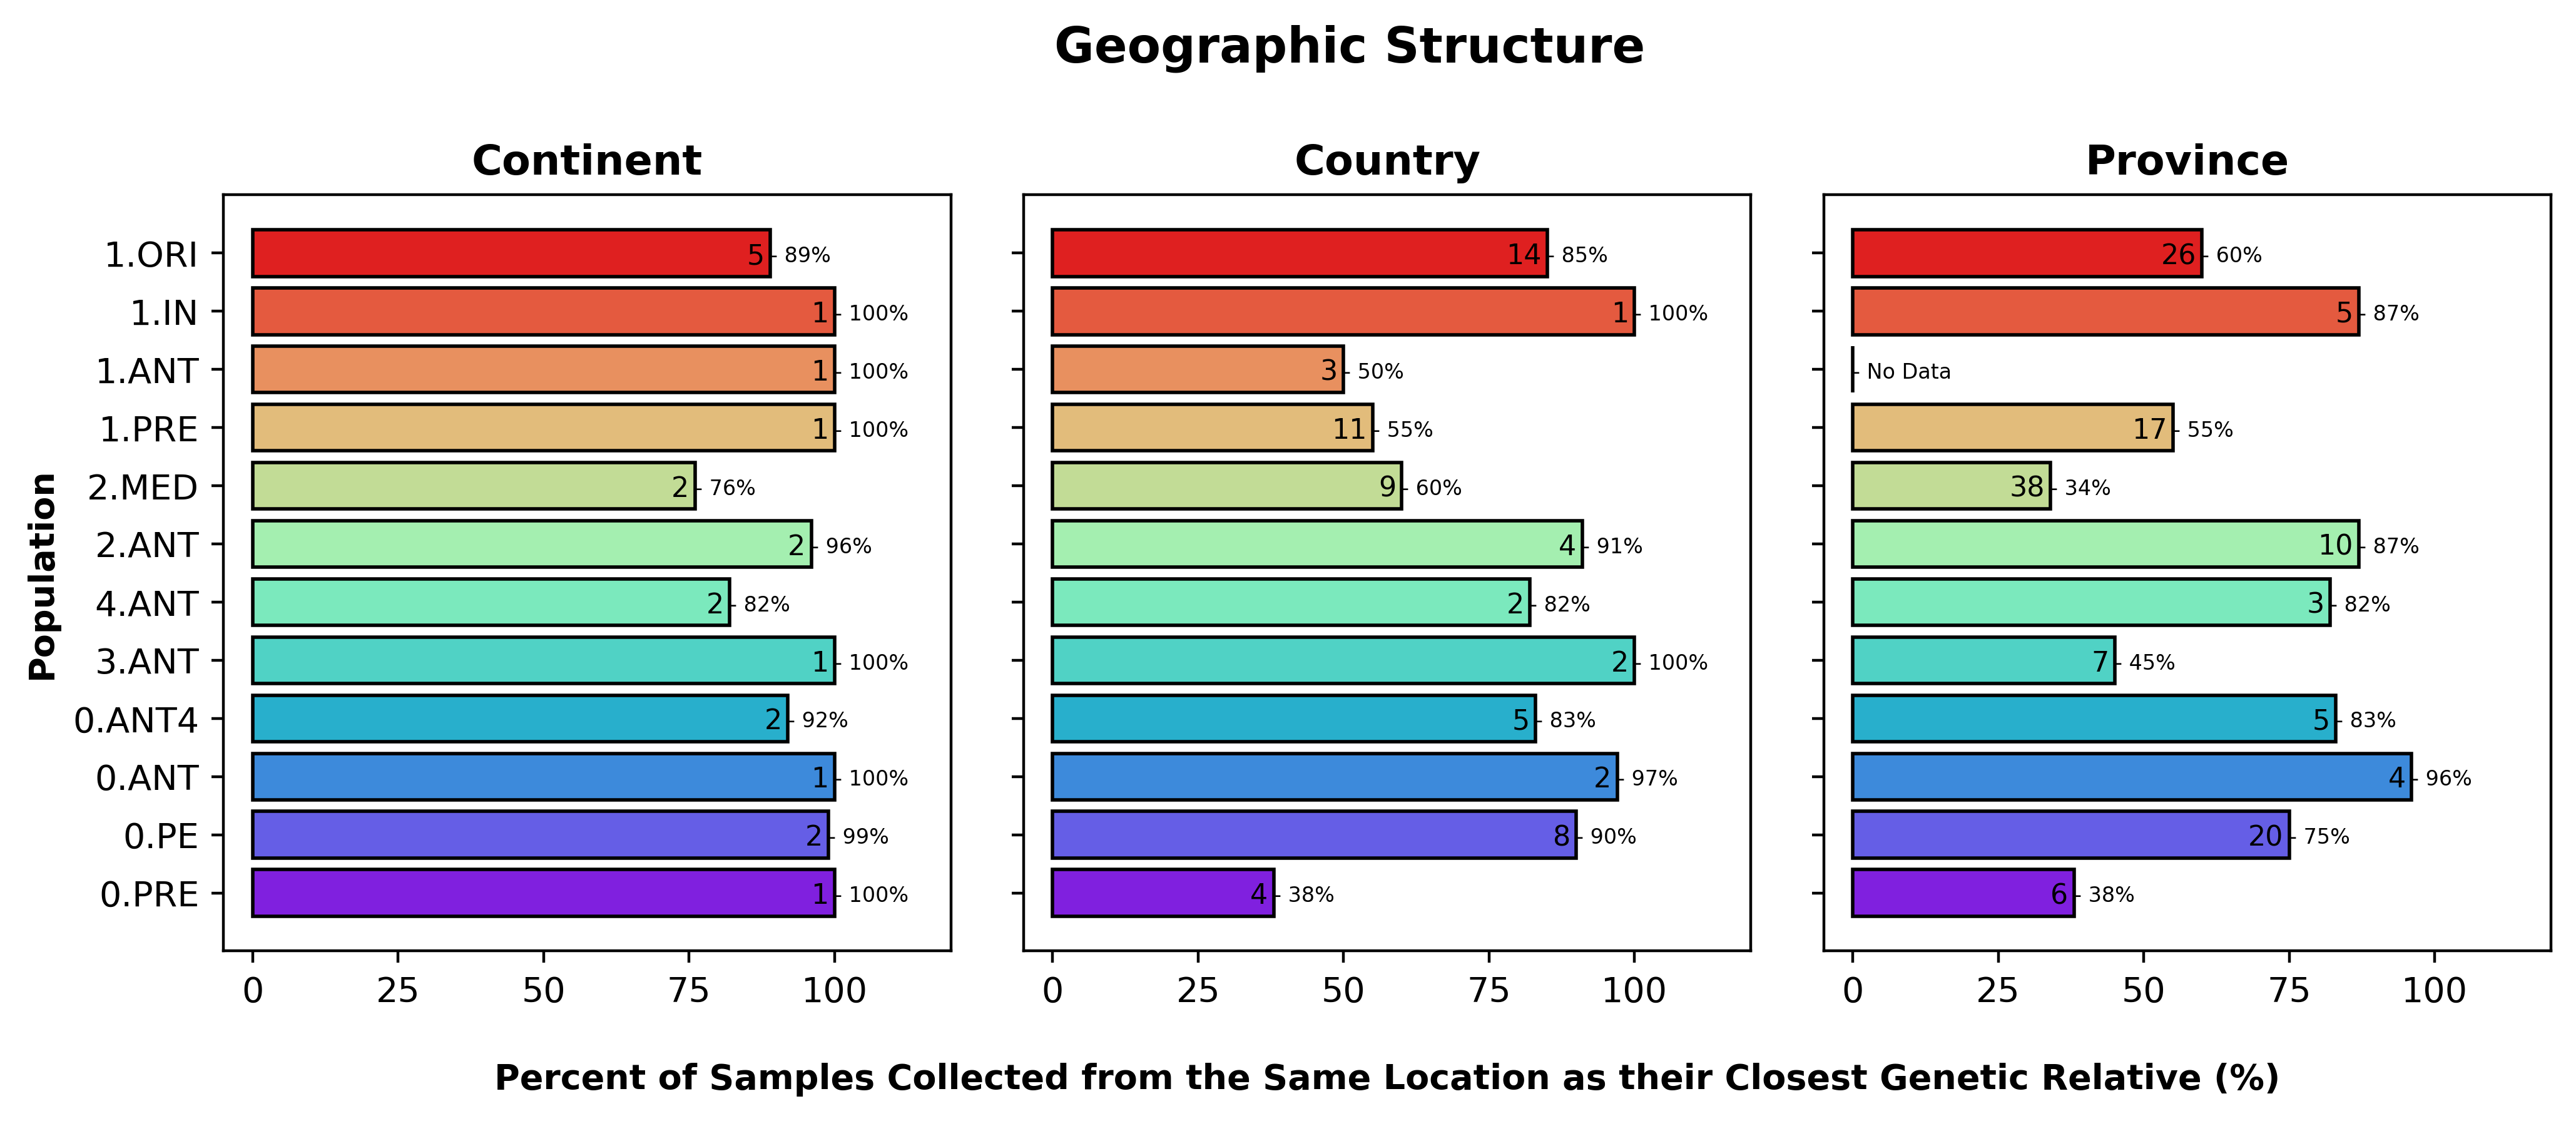 Geographic Structure
Continent
Country
Province
Population
1.ORI 5 89% 14 85% 26 60%
1.IN 1 100% 1 100% 5 87%
1.ANT 1 100% 3 50% No Data
1.PRE 1 100% 11 55% 17 55%
2.MED 2 76% 9 60% 38 34%
2.ANT 2 96% 4 91% 10 87%
4.ANT 2 82% 2 82% 3 82%
3.ANT 1 100% 2 100% 7 45%
0.ANT4 2 92% 5 83% 5 83%
0.ANT 1 100% 2 97% 4 96%
0.PE 2 99% 8 90% 20 75%
0.PRE 1 100% 4 38% 6 38%
0 25 50 75 100 0 25 50 75 100 0 25 50 75 100
Percent of Samples Collected from the Same Location as their Closest Genetic Relative (%)